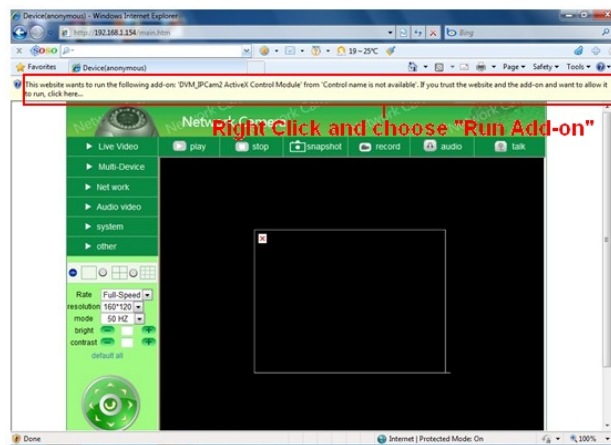 Device(anonymous) - Windows Internet Explorer
http://192.168.1.154/main.htm
Bing
SOSO
19~25℃
Favorites
Device(anonymous)
Page Safety Tools
This website wants to run the following add-on: 'DVM_IPCam2 ActiveX Control Module' from 'Control name is not available'. If you trust the website and the add-on and want to allow it
to run, click here...
Network Camera
Right Click and choose "Run Add-on"
Live Video
play stop snapshot record audio talk
Multi-Device
Net work
Audio video
system
other
Rate Full-Speed
resolution 160*120
mode 50 HZ
bright
contrast
default all
Done
Internet | Protected Mode: On
100%